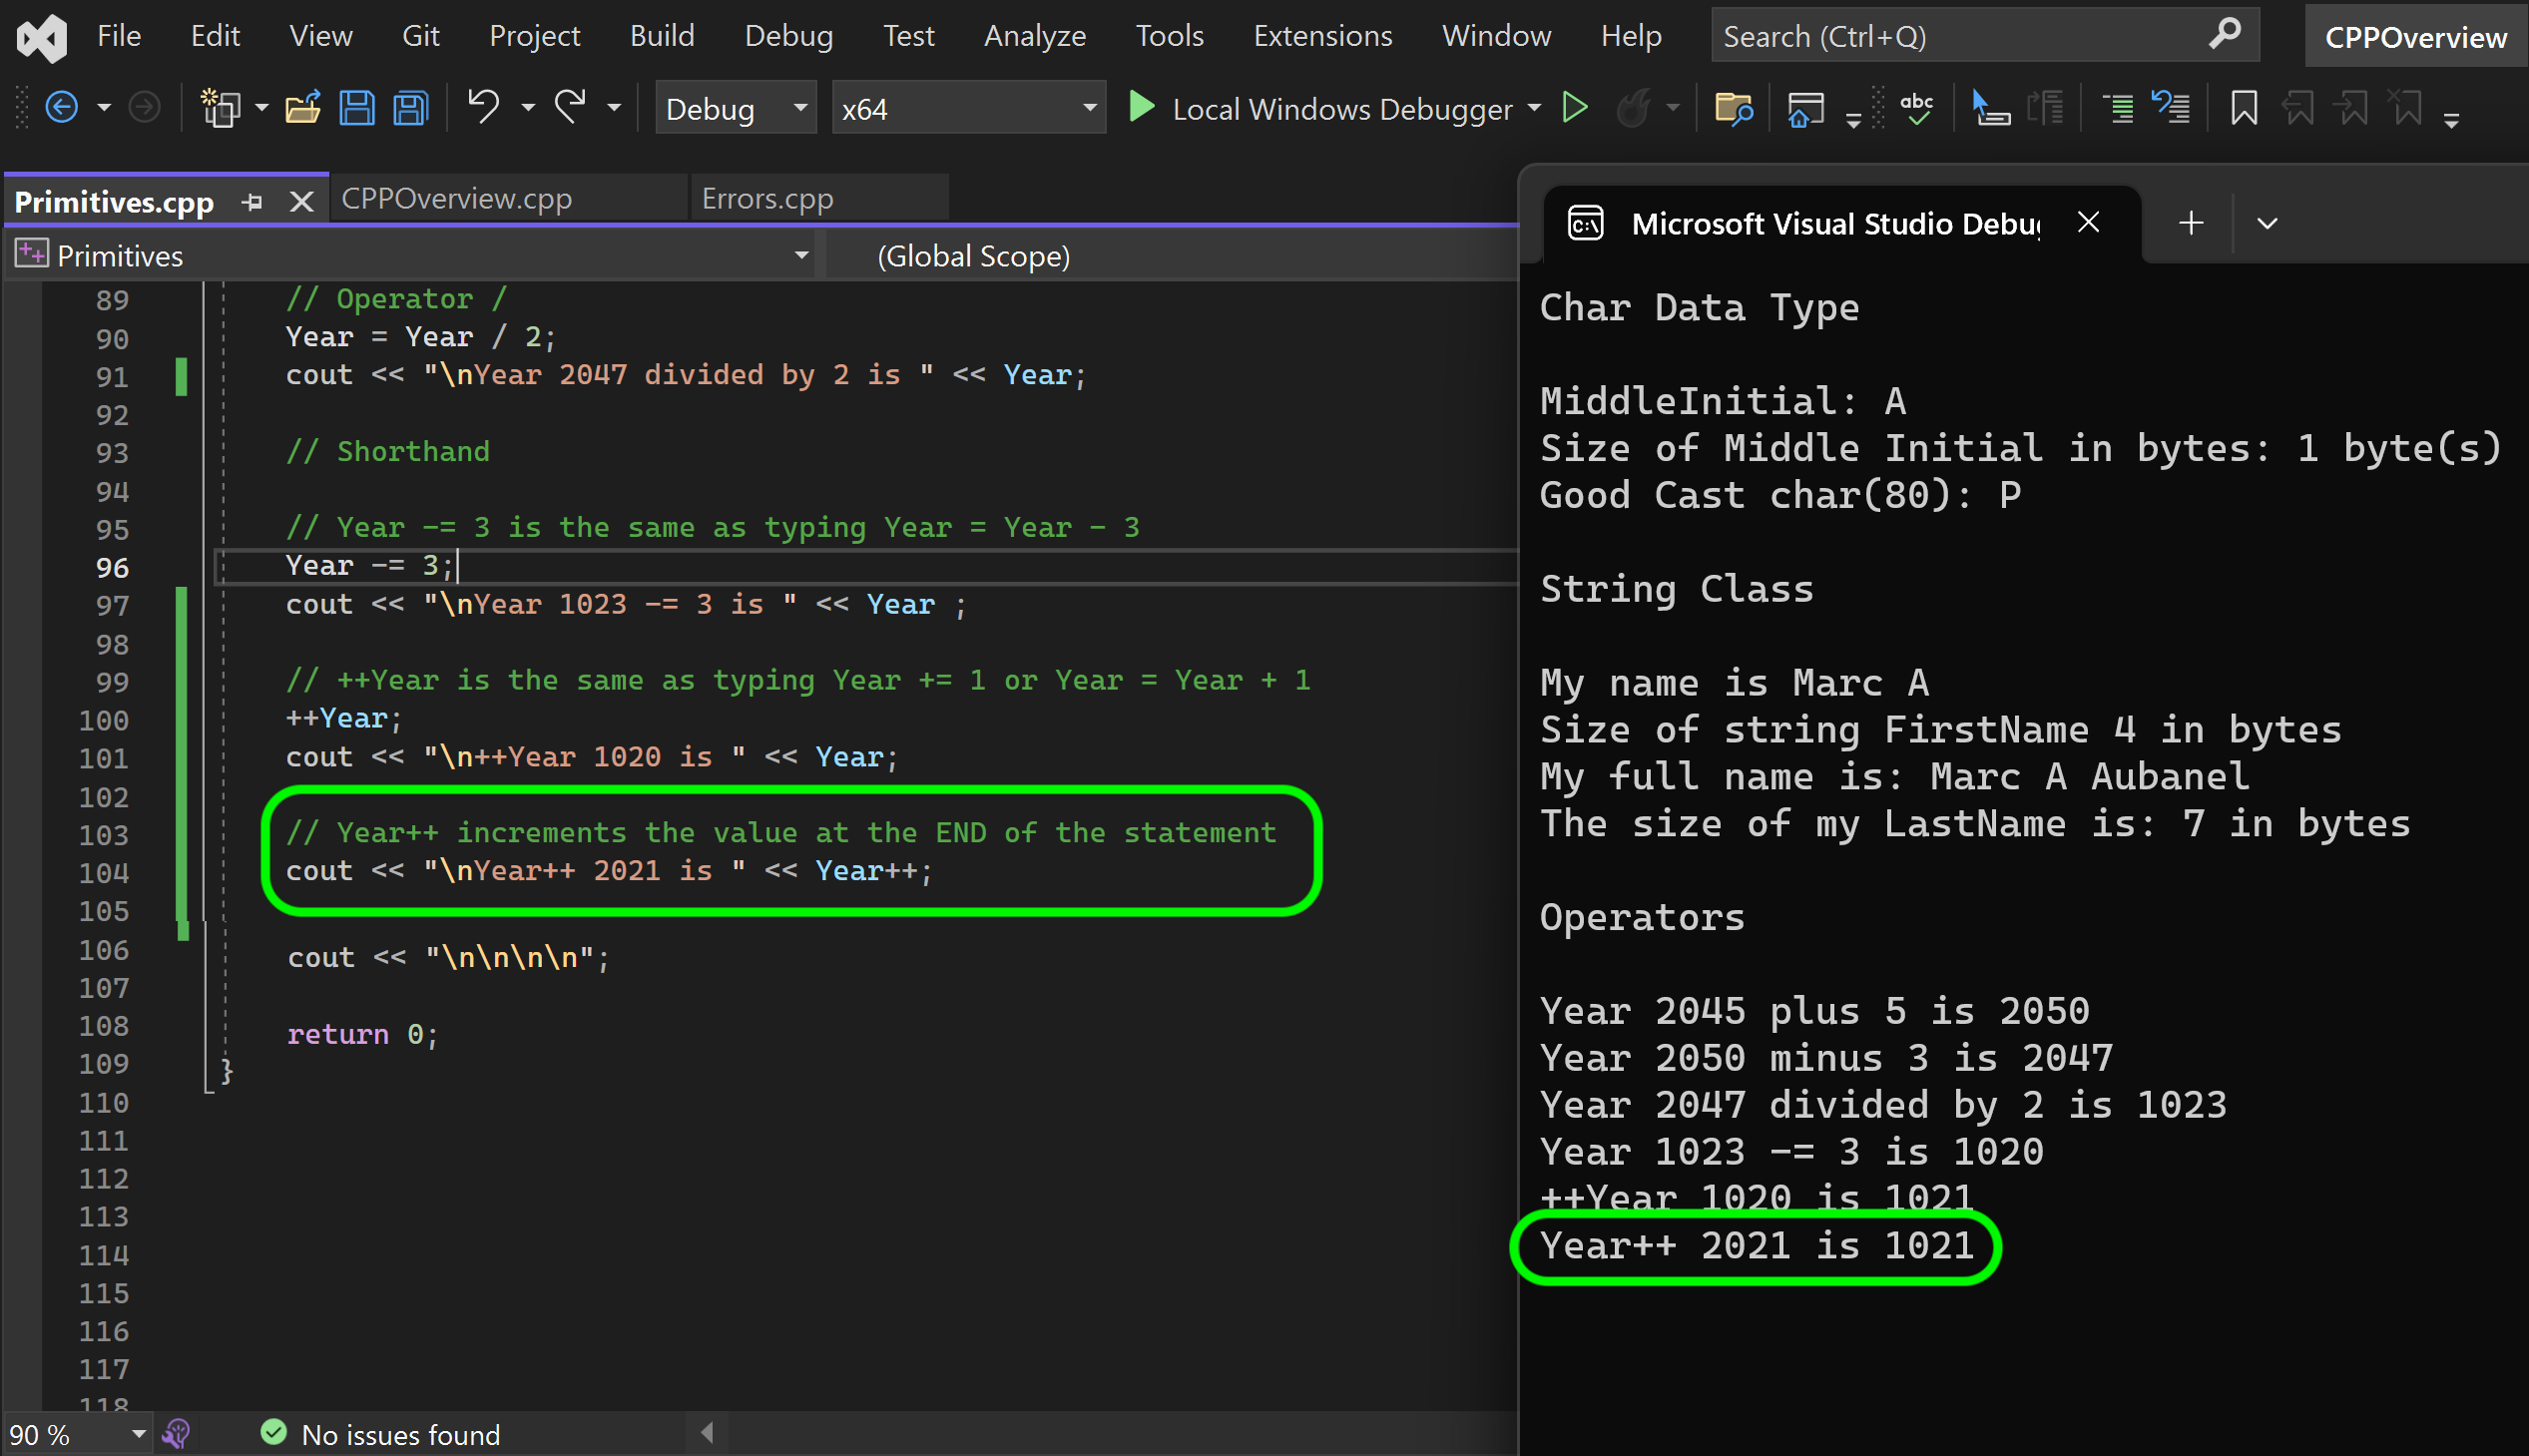 File Edit View Git Project Build Debug Test Analyze Tools Extensions Window Help Search (Ctrl+Q) CPPOverview
Debug x64 Local Windows Debugger abc
Primitives.cpp CPPOverview.cpp Errors.cpp
Primitives (Global Scope)
89 // Operator /
90 Year = Year / 2;
91 cout << "\nYear 2047 divided by 2 is " << Year;
92
93 // Shorthand
94
95 // Year -= 3 is the same as typing Year = Year - 3
96 Year -= 3;
97 cout << "\nYear 1023 -= 3 is " << Year ;
98
99 // ++Year is the same as typing Year += 1 or Year = Year + 1
100 ++Year;
101 cout << "\n++Year 1020 is " << Year;
102
103 // Year++ increments the value at the END of the statement
104 cout << "\nYear++ 2021 is " << Year++;
105
106 cout << "\n\n\n\n";
107
108 return 0;
109 }
110
111
112
113
114
115
116
117
118
90 % No issues found
C:\ Microsoft Visual Studio Debu
Char Data Type
MiddleInitial: A
Size of Middle Initial in bytes: 1 byte(s)
Good Cast char(80): P
String Class
My name is Marc A
Size of string FirstName 4 in bytes
My full name is: Marc A Aubanel
The size of my LastName is: 7 in bytes
Operators
Year 2045 plus 5 is 2050
Year 2050 minus 3 is 2047
Year 2047 divided by 2 is 1023
Year 1023 -= 3 is 1020
++Year 1020 is 1021
Year++ 2021 is 1021